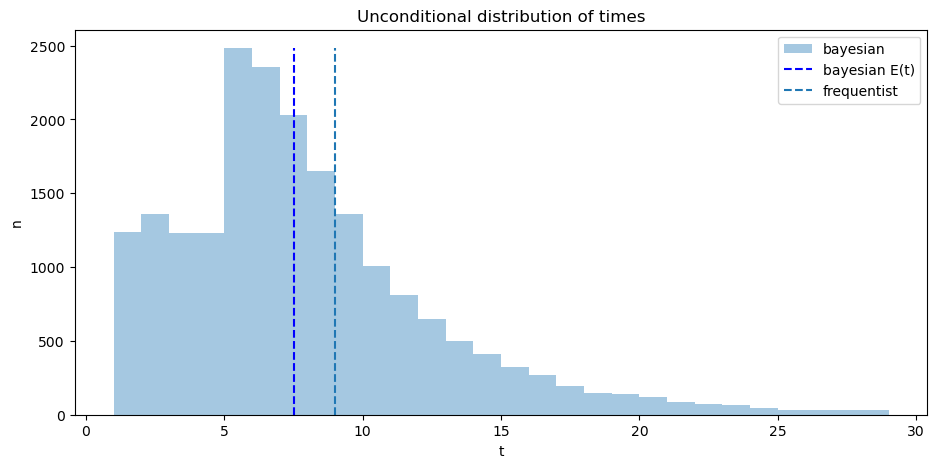 Unconditional distribution of times
bayesian
bayesian E(t)
frequentist
2500
2000
1500
1000
500
0
n
0 5 10 15 20 25 30
t